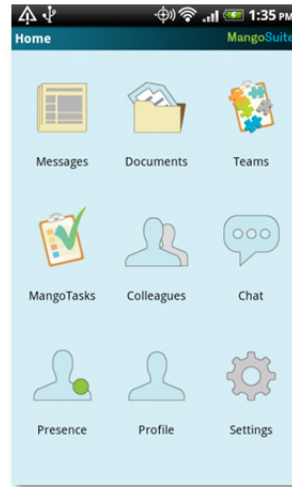 1:35 PM
Home MangoSuite
Messages Documents Teams
MangoTasks Colleagues Chat
Presence Profile Settings